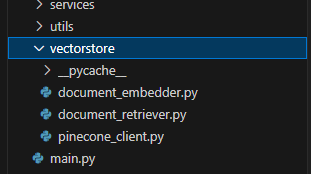 services
utils
vectorstore
__pycache__
document_embedder.py
document_retriever.py
pinecone_client.py
main.py